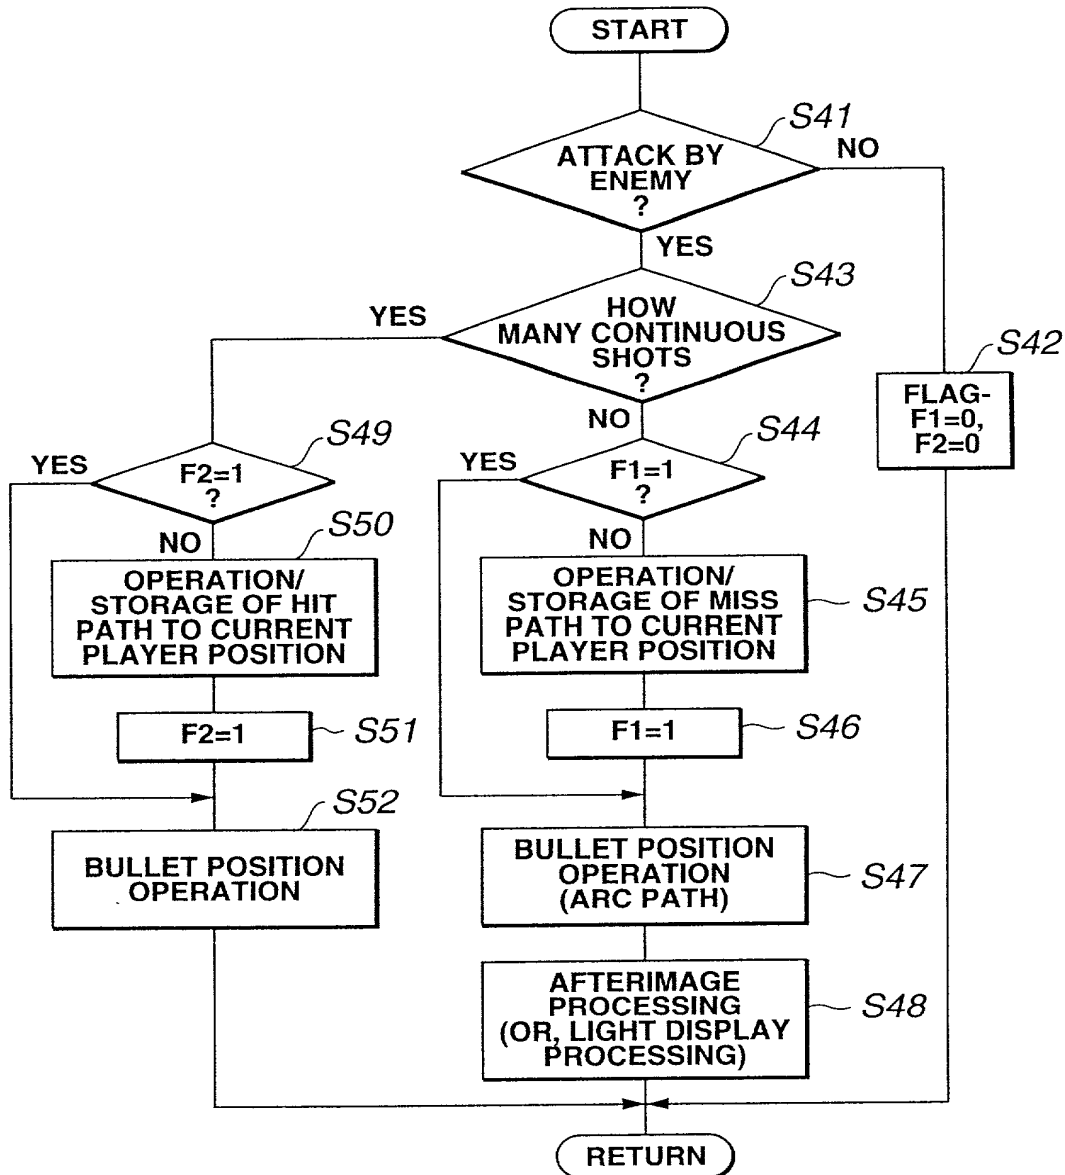 START
S41
ATTACK BY
ENEMY
?
NO
YES
S43
HOW
MANY CONTINUOUS
SHOTS
?
YES
NO
S42
FLAG-
F1=0,
F2=0
S49
F2=1
?
YES
NO
S44
F1=1
?
YES
NO
S50
OPERATION/
STORAGE OF HIT
PATH TO CURRENT
PLAYER POSITION
OPERATION/
STORAGE OF MISS
PATH TO CURRENT
PLAYER POSITION
S45
F2=1
S51
F1=1
S46
S52
BULLET POSITION
OPERATION
BULLET POSITION
OPERATION
(ARC PATH)
S47
AFTERIMAGE
PROCESSING
(OR, LIGHT DISPLAY
PROCESSING)
S48
RETURN